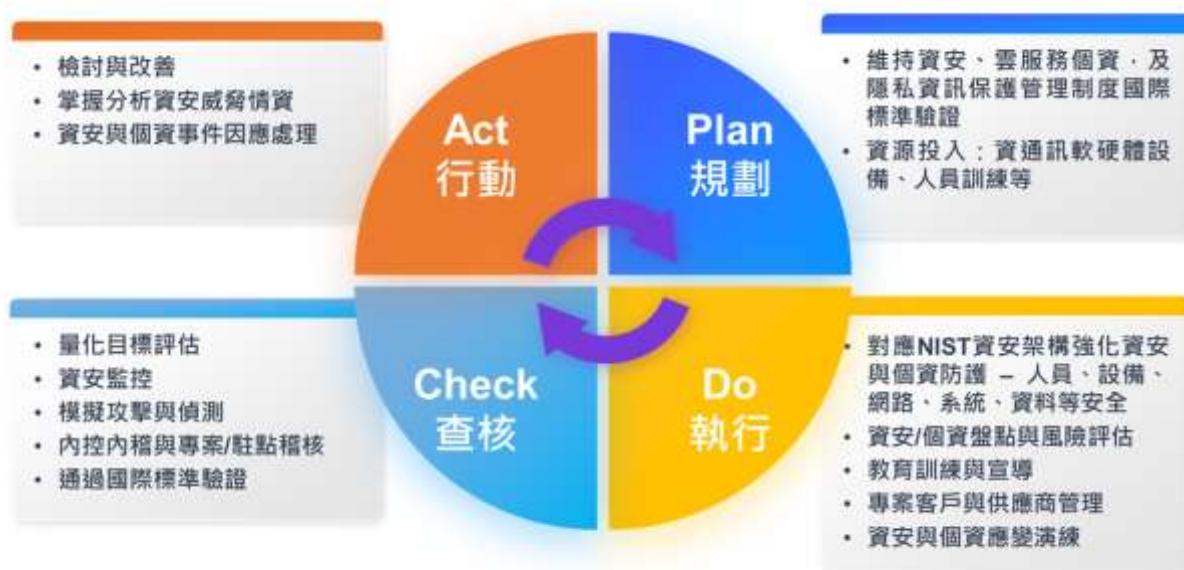 • 檢討與改善
• 掌握分析資安威脅情資
• 資安與個資事件因應處理
Act
行動
Plan
規劃
• 維持資安、雲服務個資，及
隱私資訊保護管理制度國際
標準驗證
• 資源投入：資通訊軟硬體設
備、人員訓練等
• 量化目標評估
• 資安監控
• 模擬攻擊與偵測
• 內控內稽與專案/駐點稽核
• 通過國際標準驗證
Check
查核
Do
執行
• 對應NIST資安架構強化資安
與個資防護 – 人員、設備、
網路、系統、資料等安全
• 資安/個資盤點與風險評估
• 教育訓練與宣導
• 專案客戶與供應商管理
• 資安與個資應變演練